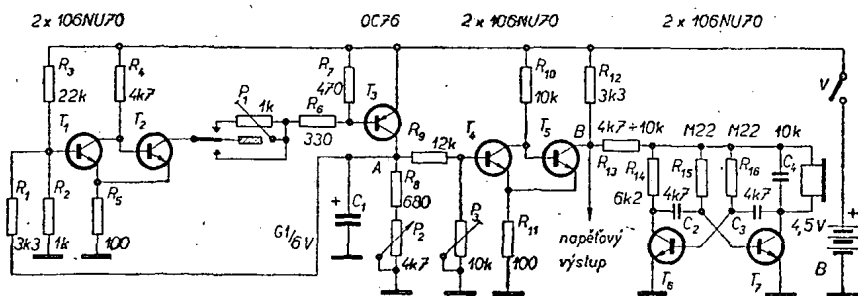 2 x 106NU70
OC76
2 x 106NU70
2 x 106NU70
R3
22k
R4
4k7
T1
T2
P1
1k
R6
330
R7
470
T3
R9
12k
A
R8
680
C1
+
G1/6V
P2
4k7
P3
10k
T4
R10
10k
T5
R11
100
R12
3k3
B
4k7÷10k
R13
napěťový
výstup
R14
6k2
M22
R15
M22
R16
10k
C4
4k7
C2
4k7
C3
T6
T7
4,5V
V
+
B
R1
3k3
R2
1k
R5
100